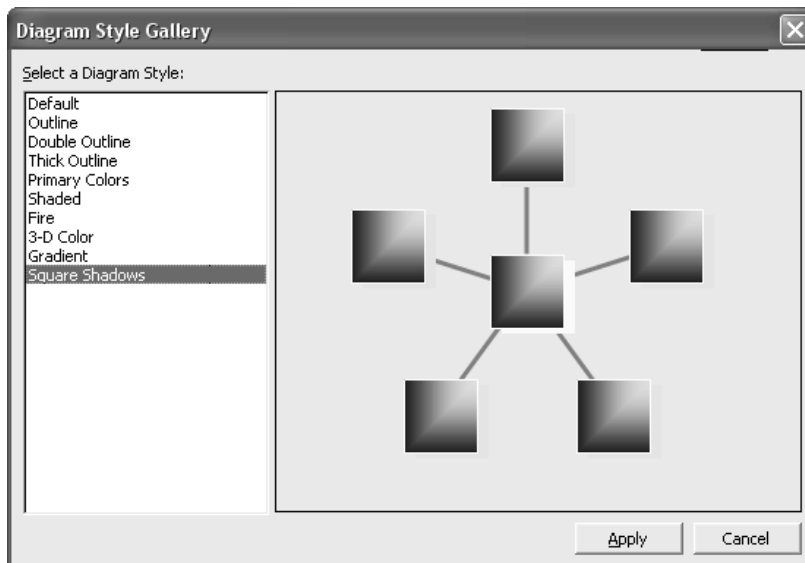 Diagram Style Gallery
Select a Diagram Style:
Default
Outline
Double Outline
Thick Outline
Primary Colors
Shaded
Fire
3-D Color
Gradient
Square Shadows
Apply
Cancel